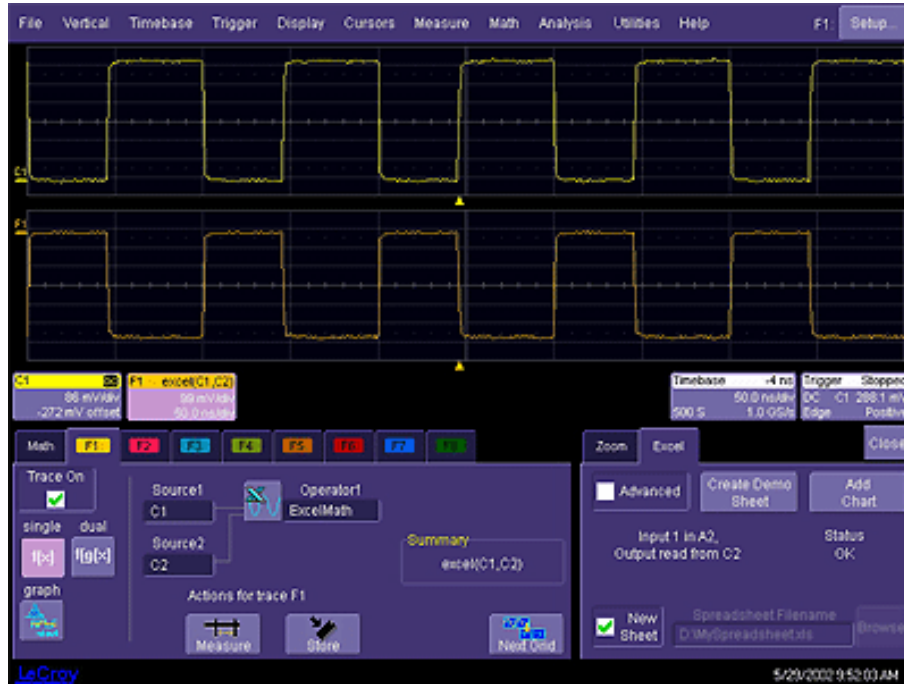 File Vertical Timebase Trigger Display Cursors Measure Math Analysis Utilities Help F1: Setup...
C1
F1
C1 DC
86 mV/div
-272 mV offset
F1 excel(C1,C2)
99 mV/div
50.0 ns/div
Timebase -4 ns
50.0 ns/div
500 S 1.0 GS/s
Trigger Stopped
DC C1 288.1 mV
Edge Positive
Math F1 F2 F3 F4 F5 F6 F7 F8
Trace On
single dual
f(x) f(g(x))
graph
Source1
C1
Source2
C2
Operator1
ExcelMath
Summary
excel(C1,C2)
Actions for trace F1
Measure
Store
Next Grid
Zoom Excel
Close
Advanced
Create Demo
Sheet
Add
Chart
Input 1 in A2,
Output read from C2
Status
OK
New
Sheet
Spreadsheet Filename
D:\MySpreadsheet.xls
Browse
LeCroy
5/29/2002 9:52:03 AM